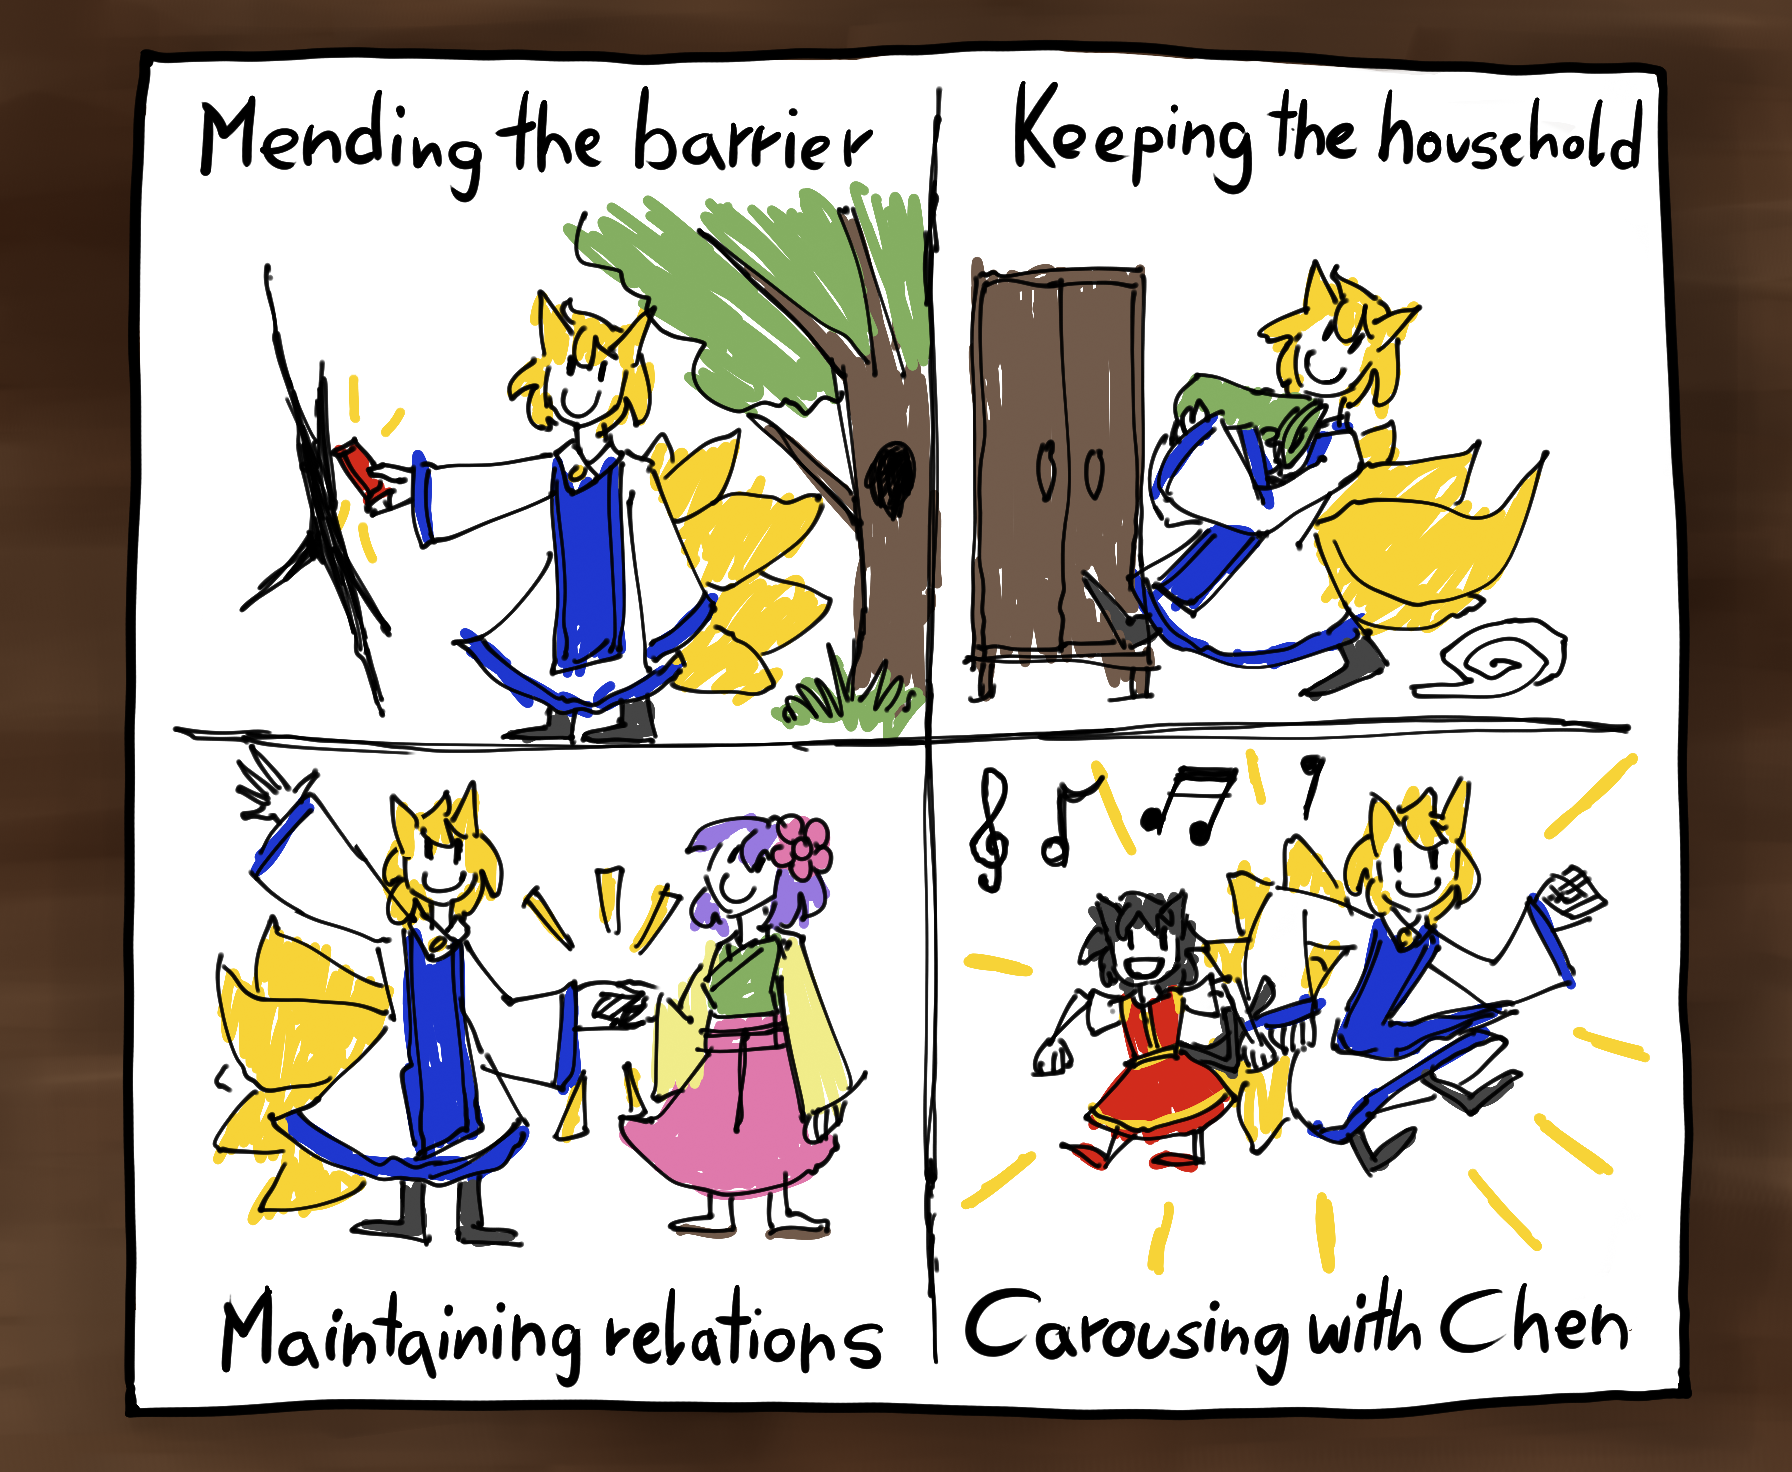 Mending the barrier
Keeping the household
Maintaining relations
Carousing with Chen